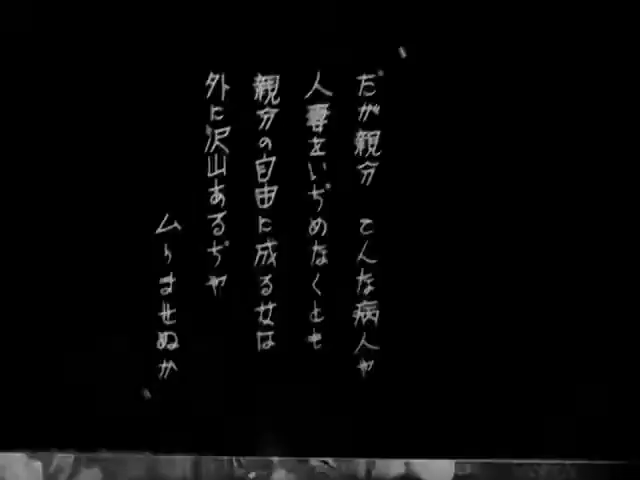 〝だが親分　こんな病人や
人妻をいぢめなくとも
親分の自由に成る女は
外に沢山あるぢや
ムりませぬか〟